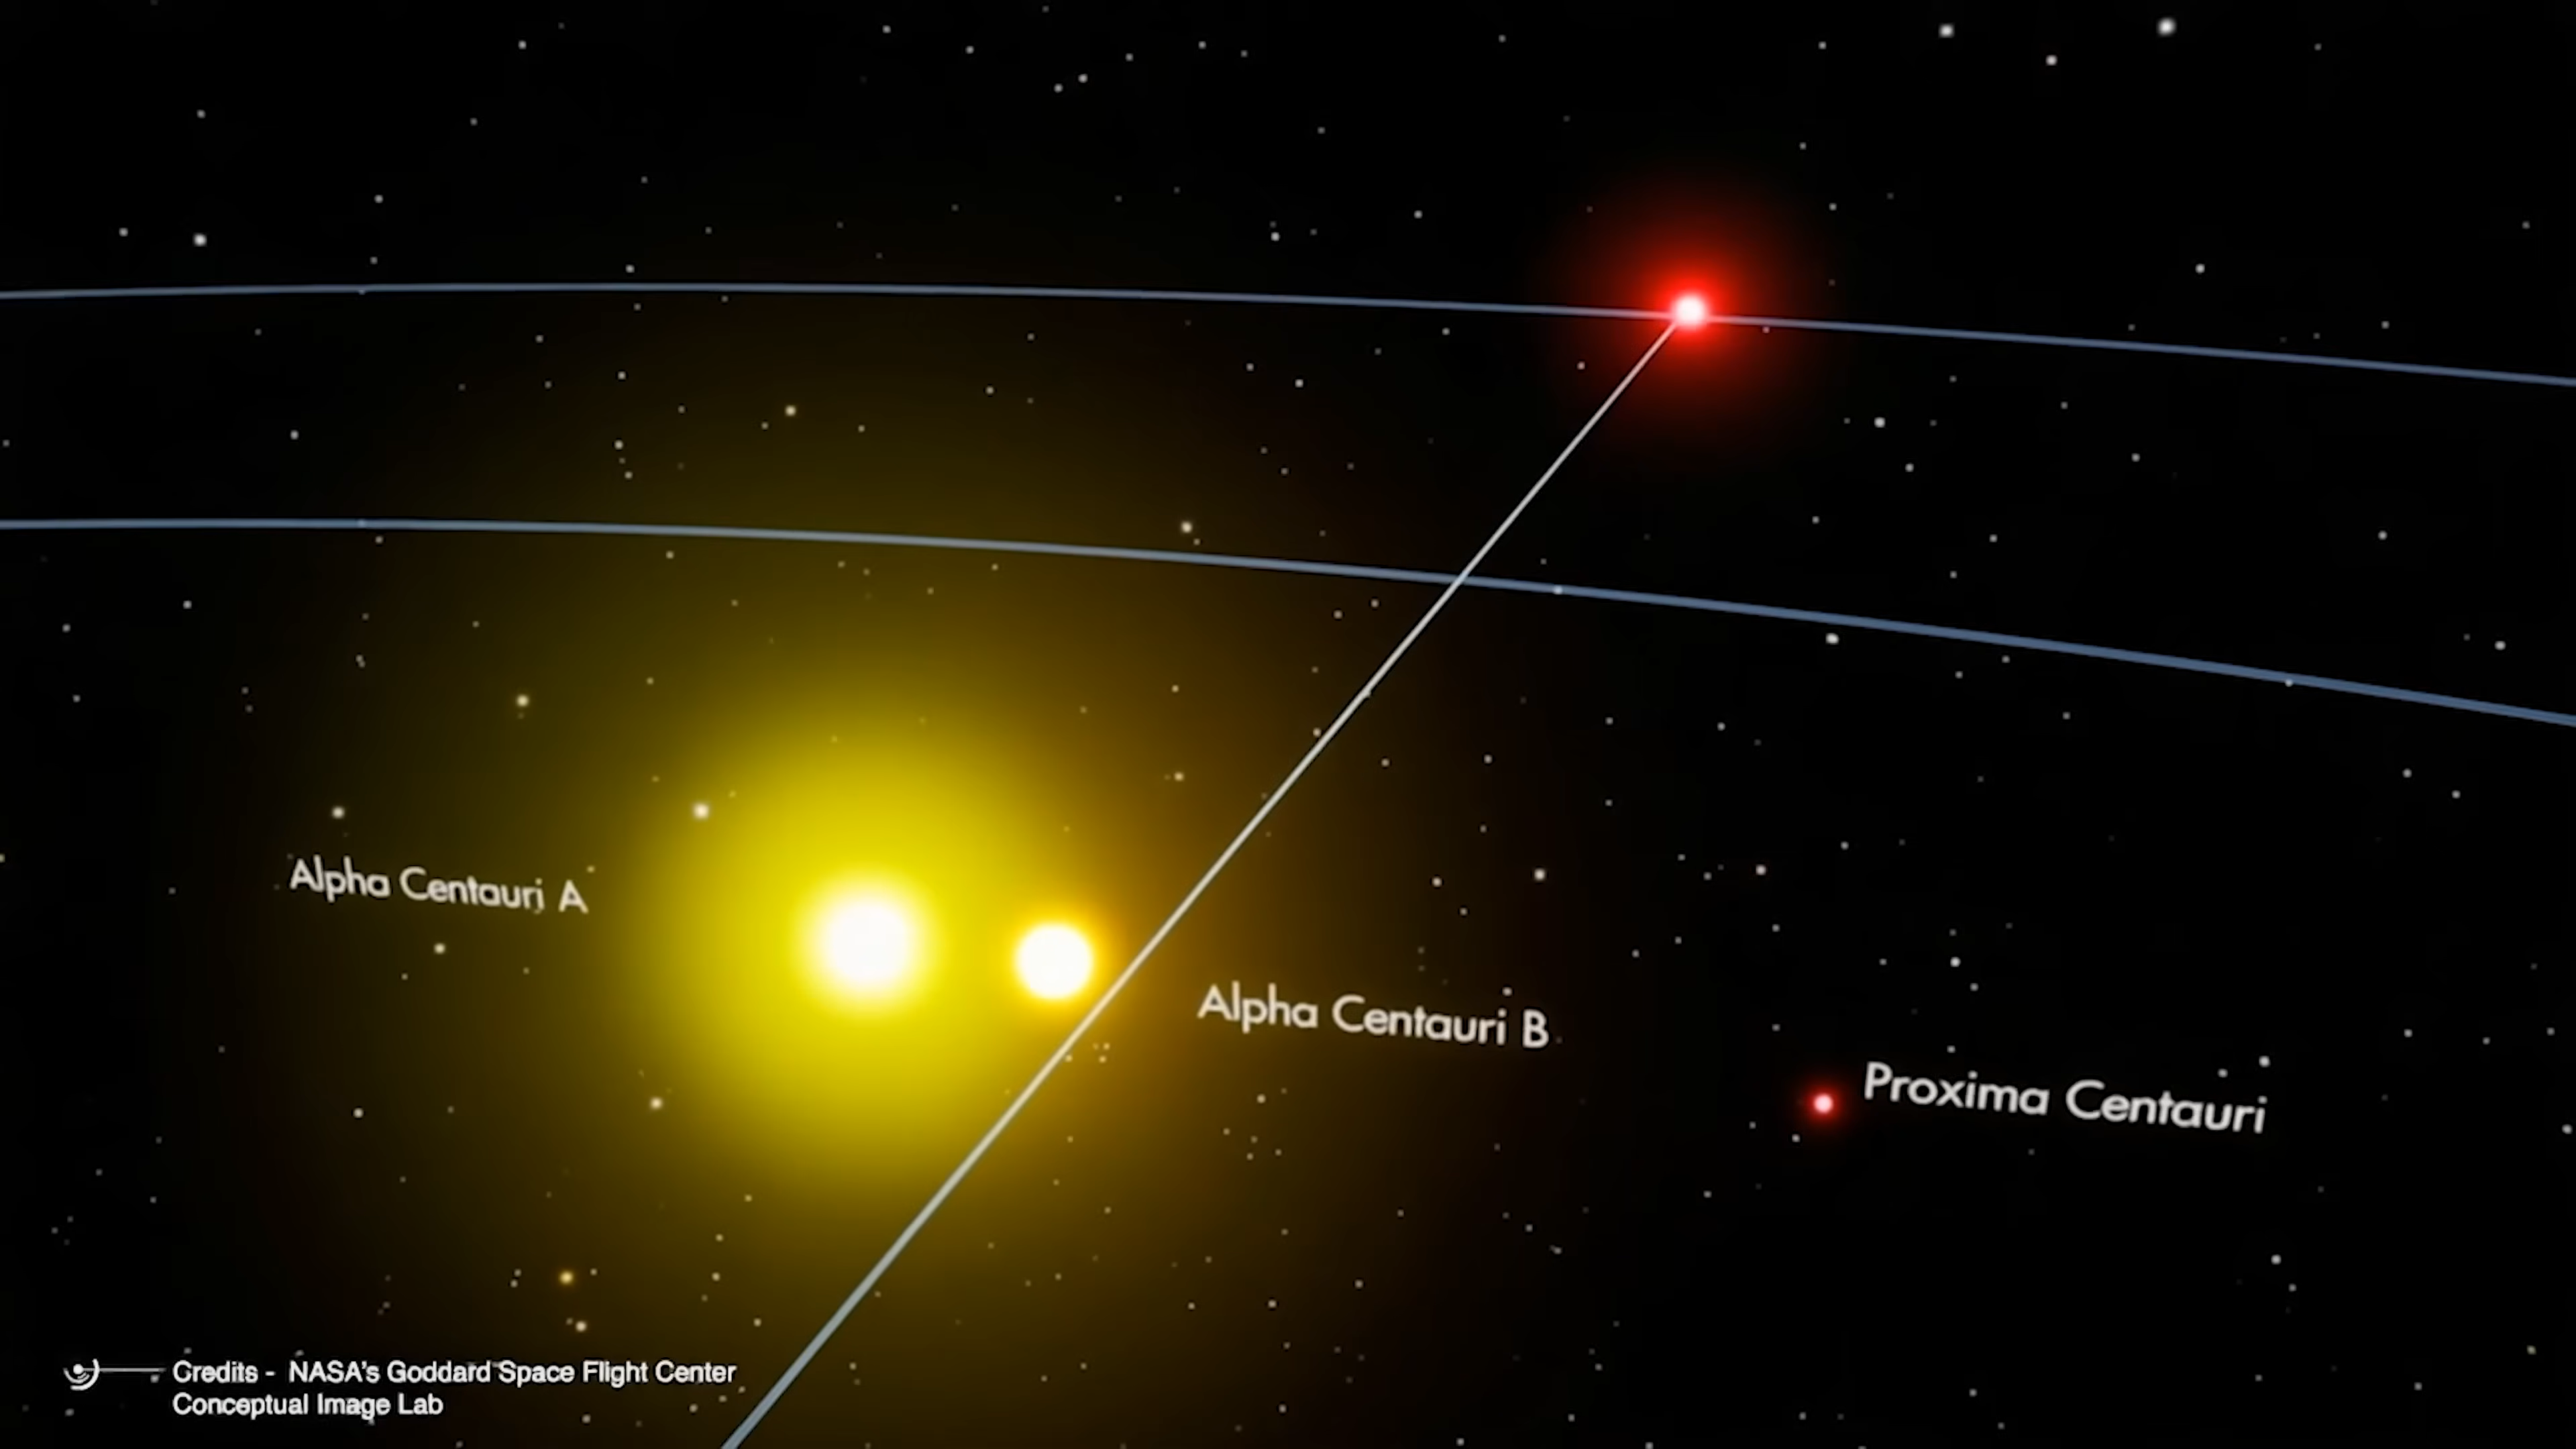 Alpha Centauri A
Alpha Centauri B
Proxima Centauri
Credits - NASA's Goddard Space Flight Center
Conceptual Image Lab